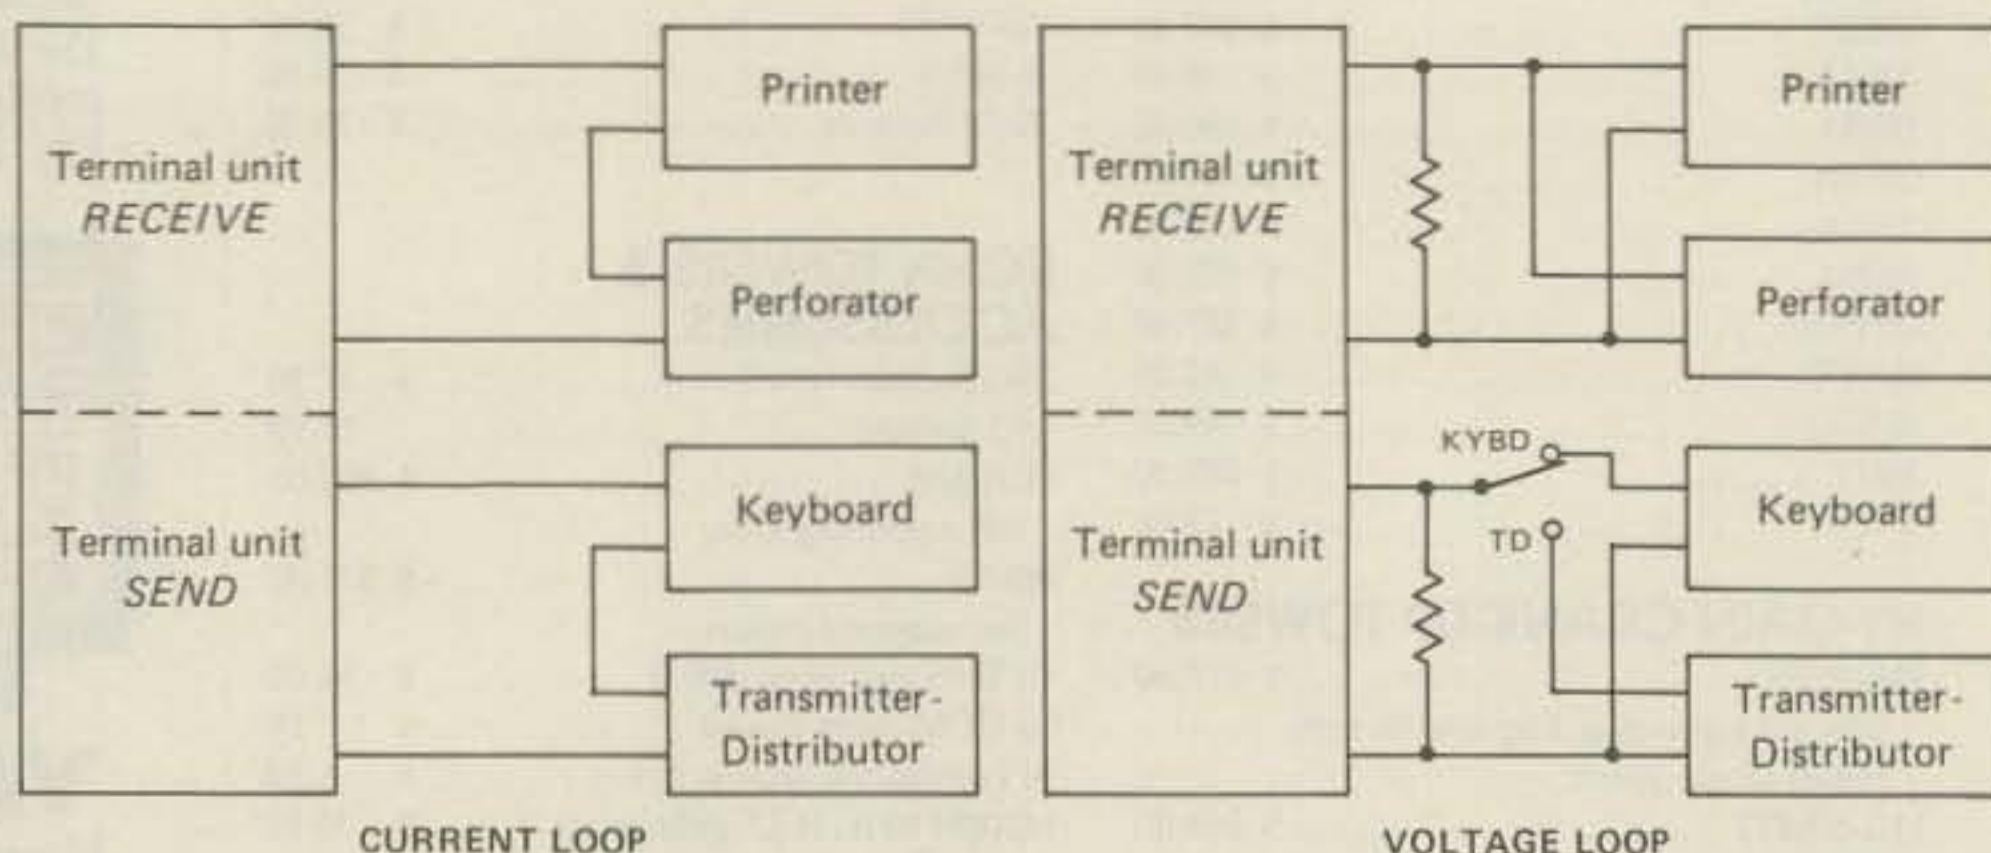 Terminal unit
RECEIVE
Terminal unit
SEND
Printer
Perforator
Keyboard
Transmitter-
Distributor
CURRENT LOOP
Terminal unit
RECEIVE
Terminal unit
SEND
KYBD
TD
Printer
Perforator
Keyboard
Transmitter-
Distributor
VOLTAGE LOOP